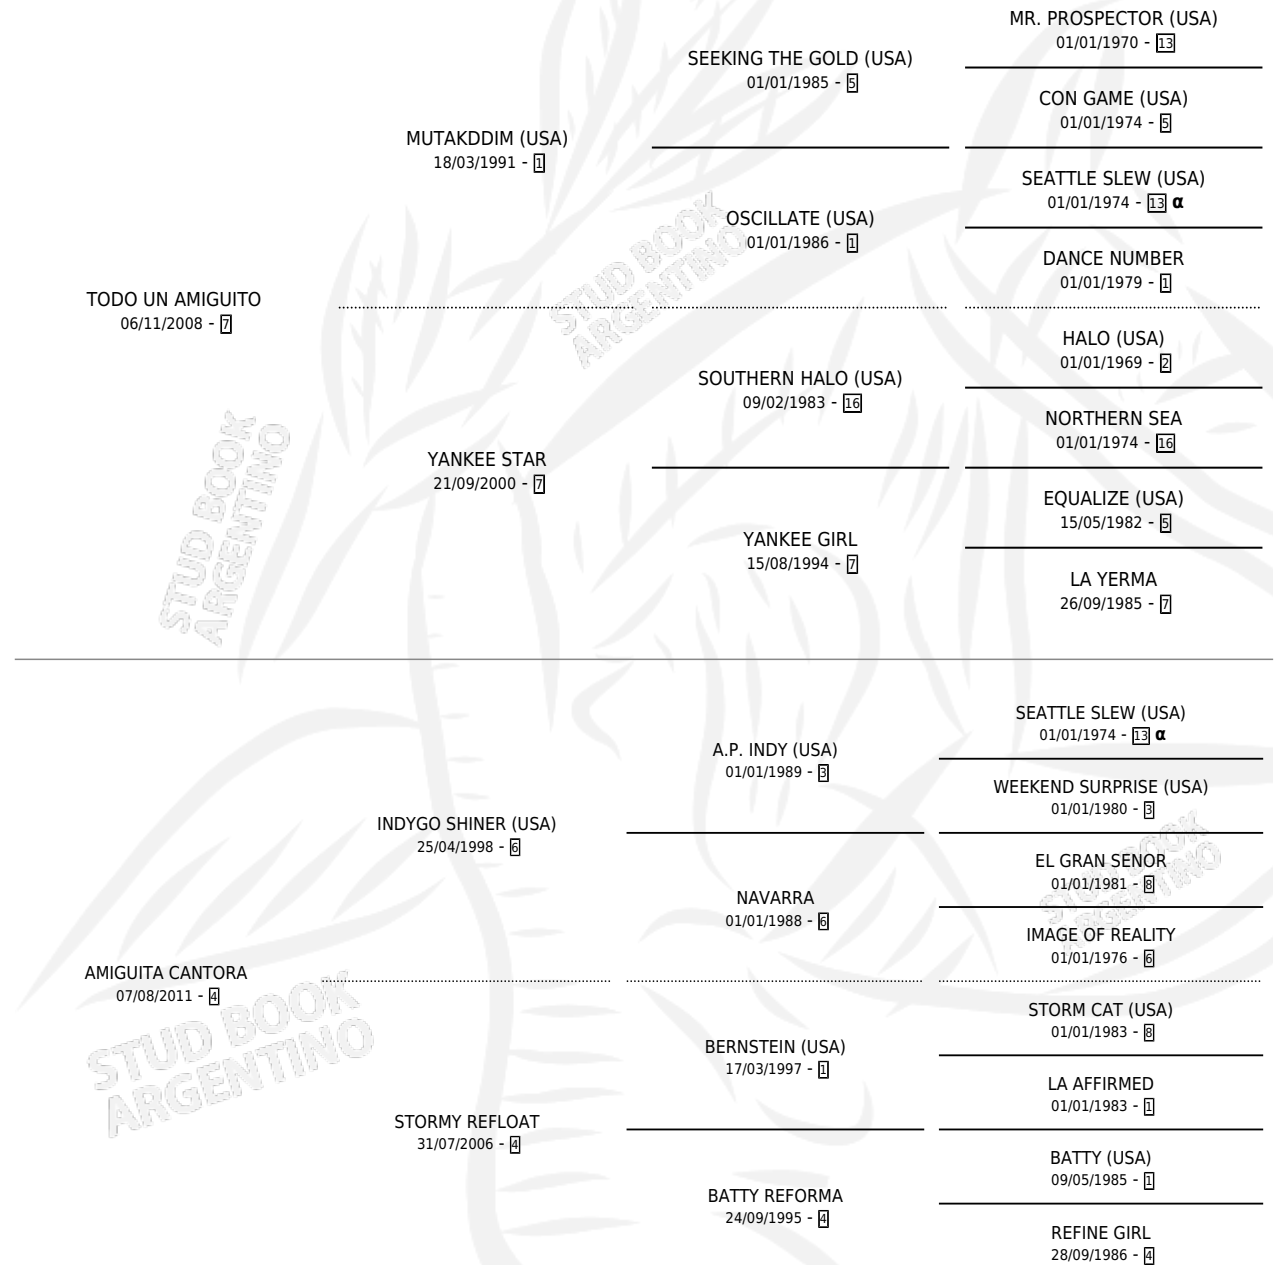 MR. PROSPECTOR (USA)
01/01/1970 - 13
SEEKING THE GOLD (USA)
01/01/1985 - 5
CON GAME (USA)
01/01/1974 - 5
MUTAKDDIM (USA)
18/03/1991 - 1
SEATTLE SLEW (USA)
01/01/1974 - 13 α
OSCILLATE (USA)
01/01/1986 - 1
DANCE NUMBER
01/01/1979 - 1
TODO UN AMIGUITO
06/11/2008 - 7
HALO (USA)
01/01/1969 - 2
SOUTHERN HALO (USA)
09/02/1983 - 16
NORTHERN SEA
01/01/1974 - 16
YANKEE STAR
21/09/2000 - 7
EQUALIZE (USA)
15/05/1982 - 5
YANKEE GIRL
15/08/1994 - 7
LA YERMA
26/09/1985 - 7
STUD BOOK
ARGENTINO
STUD BOOK
ARGENTINO
SEATTLE SLEW (USA)
01/01/1974 - 13 α
A.P. INDY (USA)
01/01/1989 - 3
WEEKEND SURPRISE (USA)
01/01/1980 - 3
INDYGO SHINER (USA)
25/04/1998 - 6
EL GRAN SENOR
01/01/1981 - 8
NAVARRA
01/01/1988 - 6
IMAGE OF REALITY
01/01/1976 - 6
AMIGUITA CANTORA
07/08/2011 - 4
STORM CAT (USA)
01/01/1983 - 8
BERNSTEIN (USA)
17/03/1997 - 1
LA AFFIRMED
01/01/1983 - 1
STORMY REFLOAT
31/07/2006 - 4
BATTY (USA)
09/05/1985 - 1
BATTY REFORMA
24/09/1995 - 4
REFINE GIRL
28/09/1986 - 4
STUD BOOK
ARGENTINO
STUD BOOK
ARGENTINO